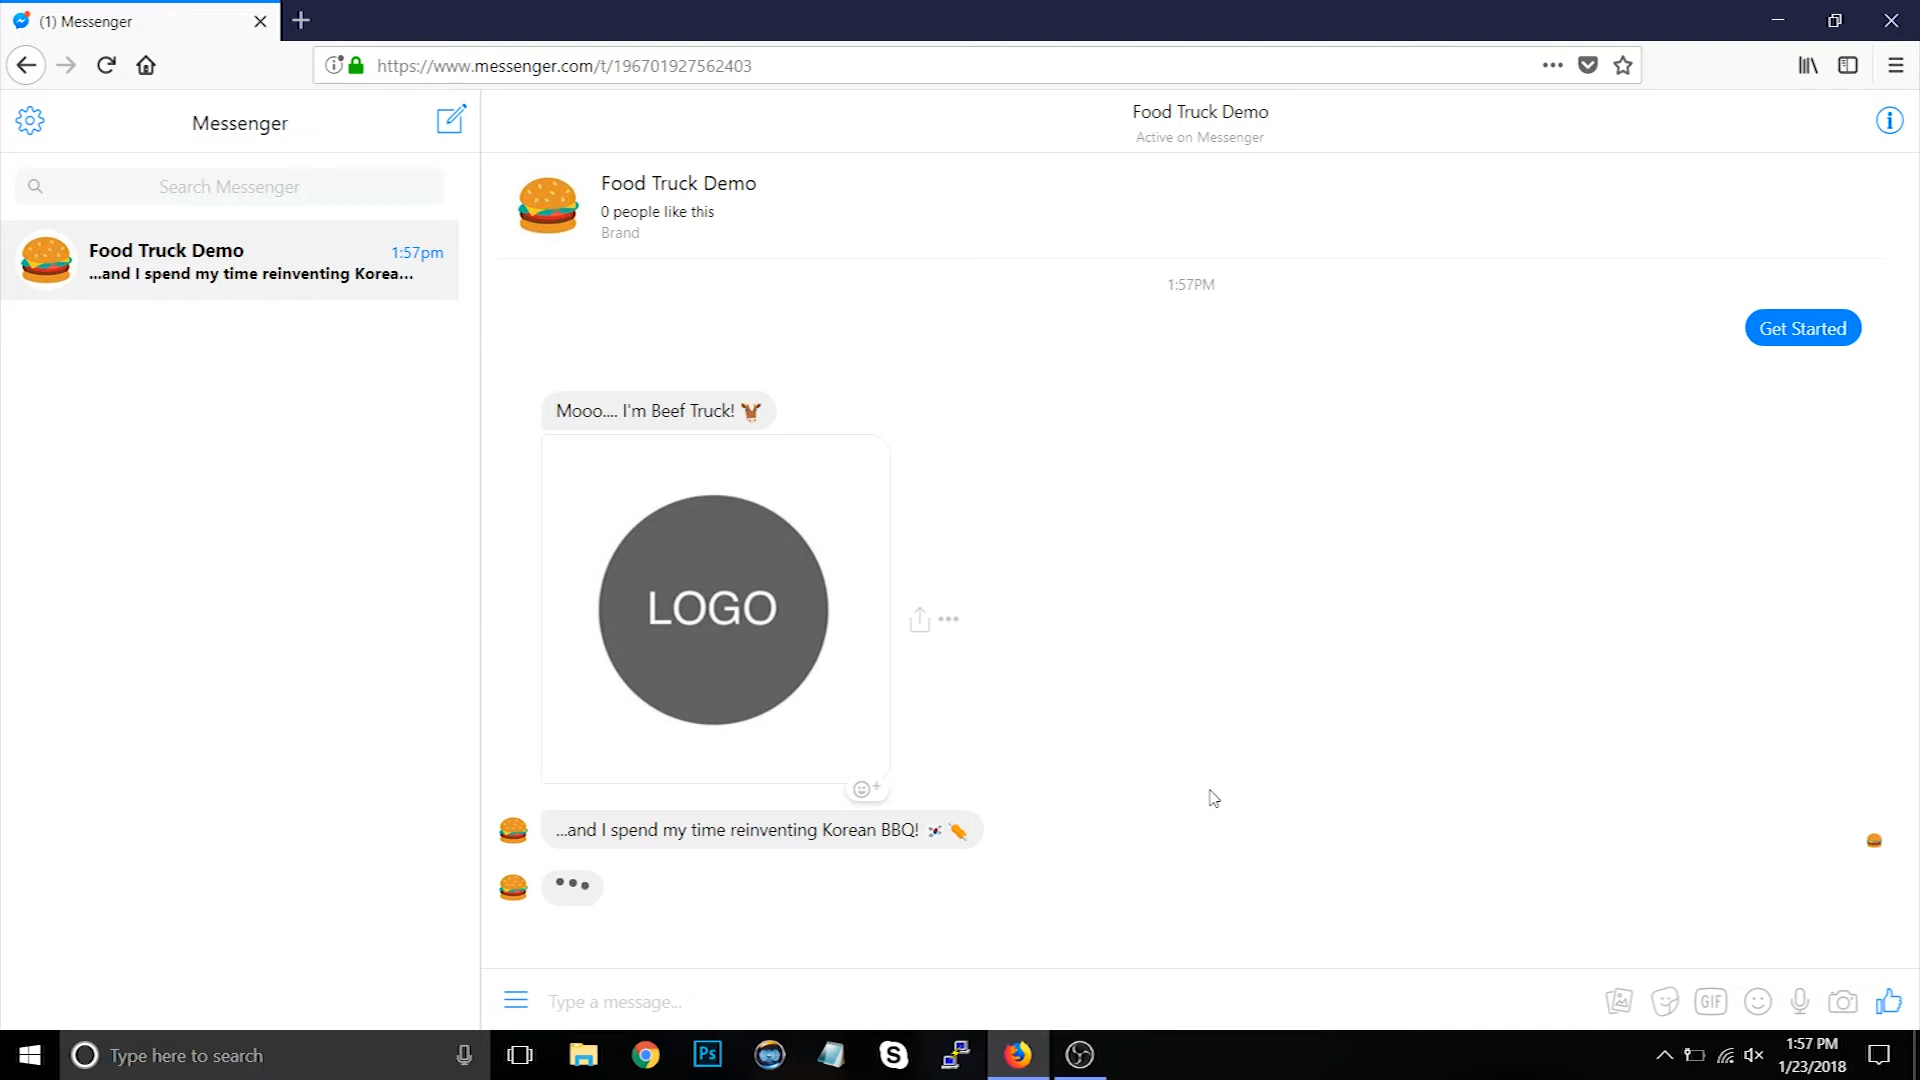 (1) Messenger
https://www.messenger.com/t/196701927562403
Messenger
Search Messenger
Food Truck Demo
1:57pm
...and I spend my time reinventing Korea...
Food Truck Demo
Active on Messenger
Food Truck Demo
0 people like this
Brand
1:57PM
Get Started
Mooo.... I'm Beef Truck! 🐮
LOGO
...and I spend my time reinventing Korean BBQ! 🇰🇷 🍢
Type a message...
GIF
Type here to search
Ps
1:57 PM
1/23/2018